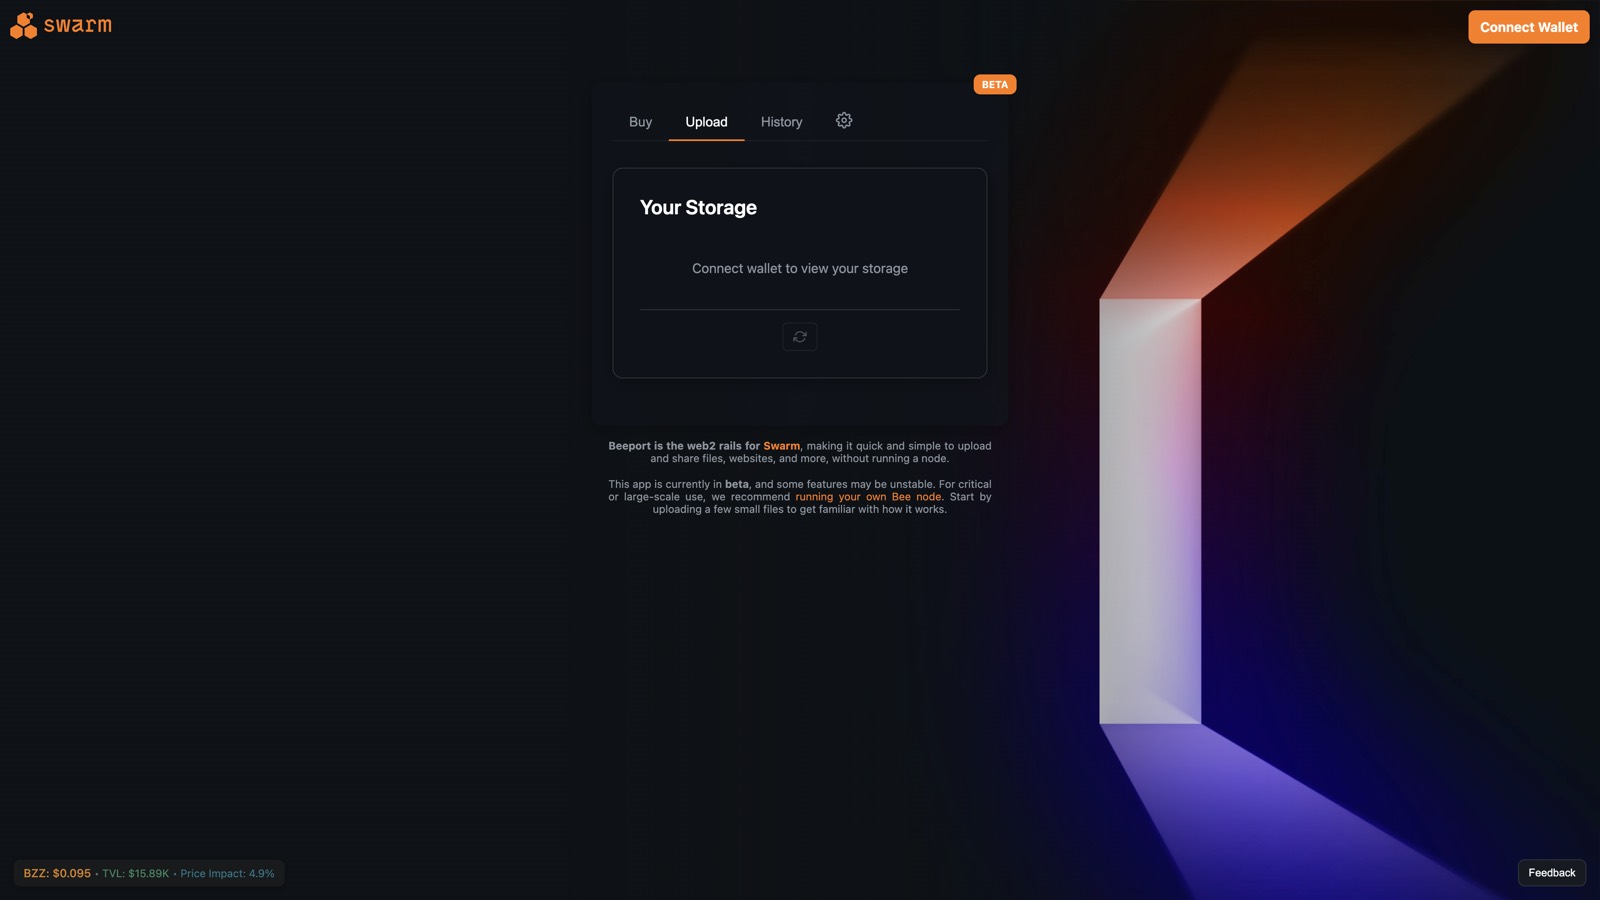 swarm
Connect Wallet
BETA
Buy
Upload
History
Your Storage
Connect wallet to view your storage
Beeport is the web2 rails for Swarm, making it quick and simple to upload
and share files, websites, and more, without running a node.
This app is currently in beta, and some features may be unstable. For critical
or large-scale use, we recommend running your own Bee node. Start by
uploading a few small files to get familiar with how it works.
BZZ: $0.095 • TVL: $15.89K • Price Impact: 4.9%
Feedback